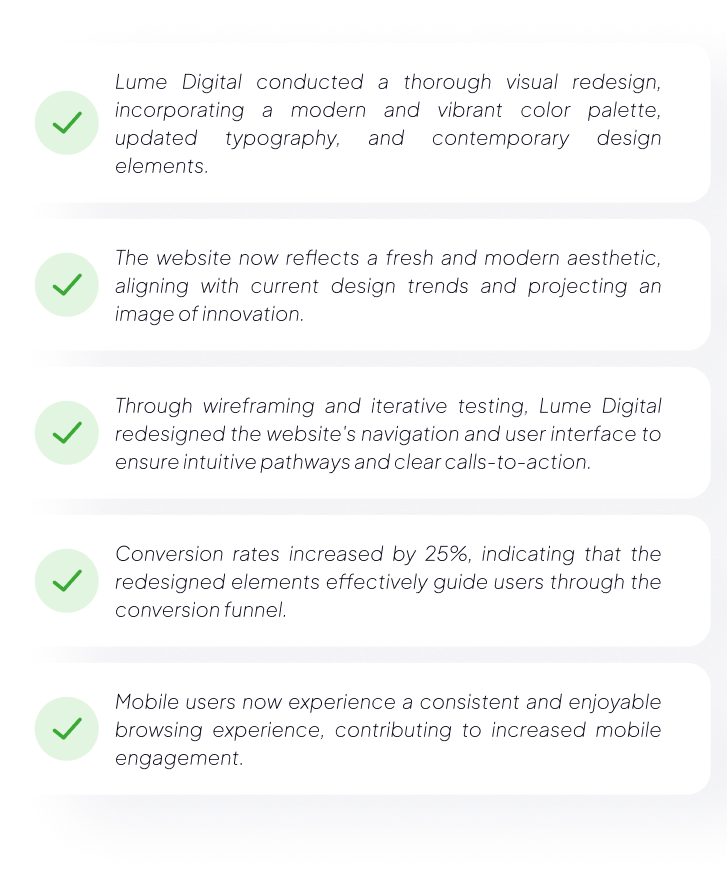 Lume Digital conducted a thorough visual redesign,
incorporating a modern and vibrant color palette,
updated typography, and contemporary design
elements.
The website now reflects a fresh and modern aesthetic,
aligning with current design trends and projecting an
image of innovation.
Through wireframing and iterative testing, Lume Digital
redesigned the website's navigation and user interface to
ensure intuitive pathways and clear calls-to-action.
Conversion rates increased by 25%, indicating that the
redesigned elements effectively guide users through the
conversion funnel.
Mobile users now experience a consistent and enjoyable
browsing experience, contributing to increased mobile
engagement.